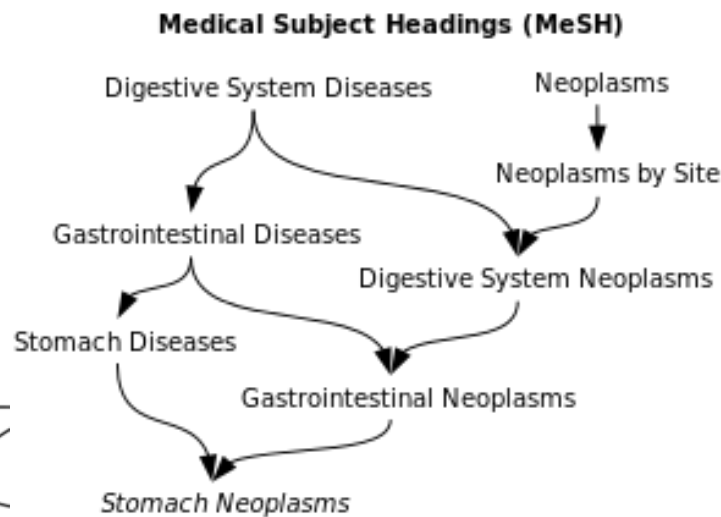 Medical Subject Headings (MeSH)
Digestive System Diseases
Neoplasms
Neoplasms by Site
Gastrointestinal Diseases
Digestive System Neoplasms
Stomach Diseases
Gastrointestinal Neoplasms
Stomach Neoplasms